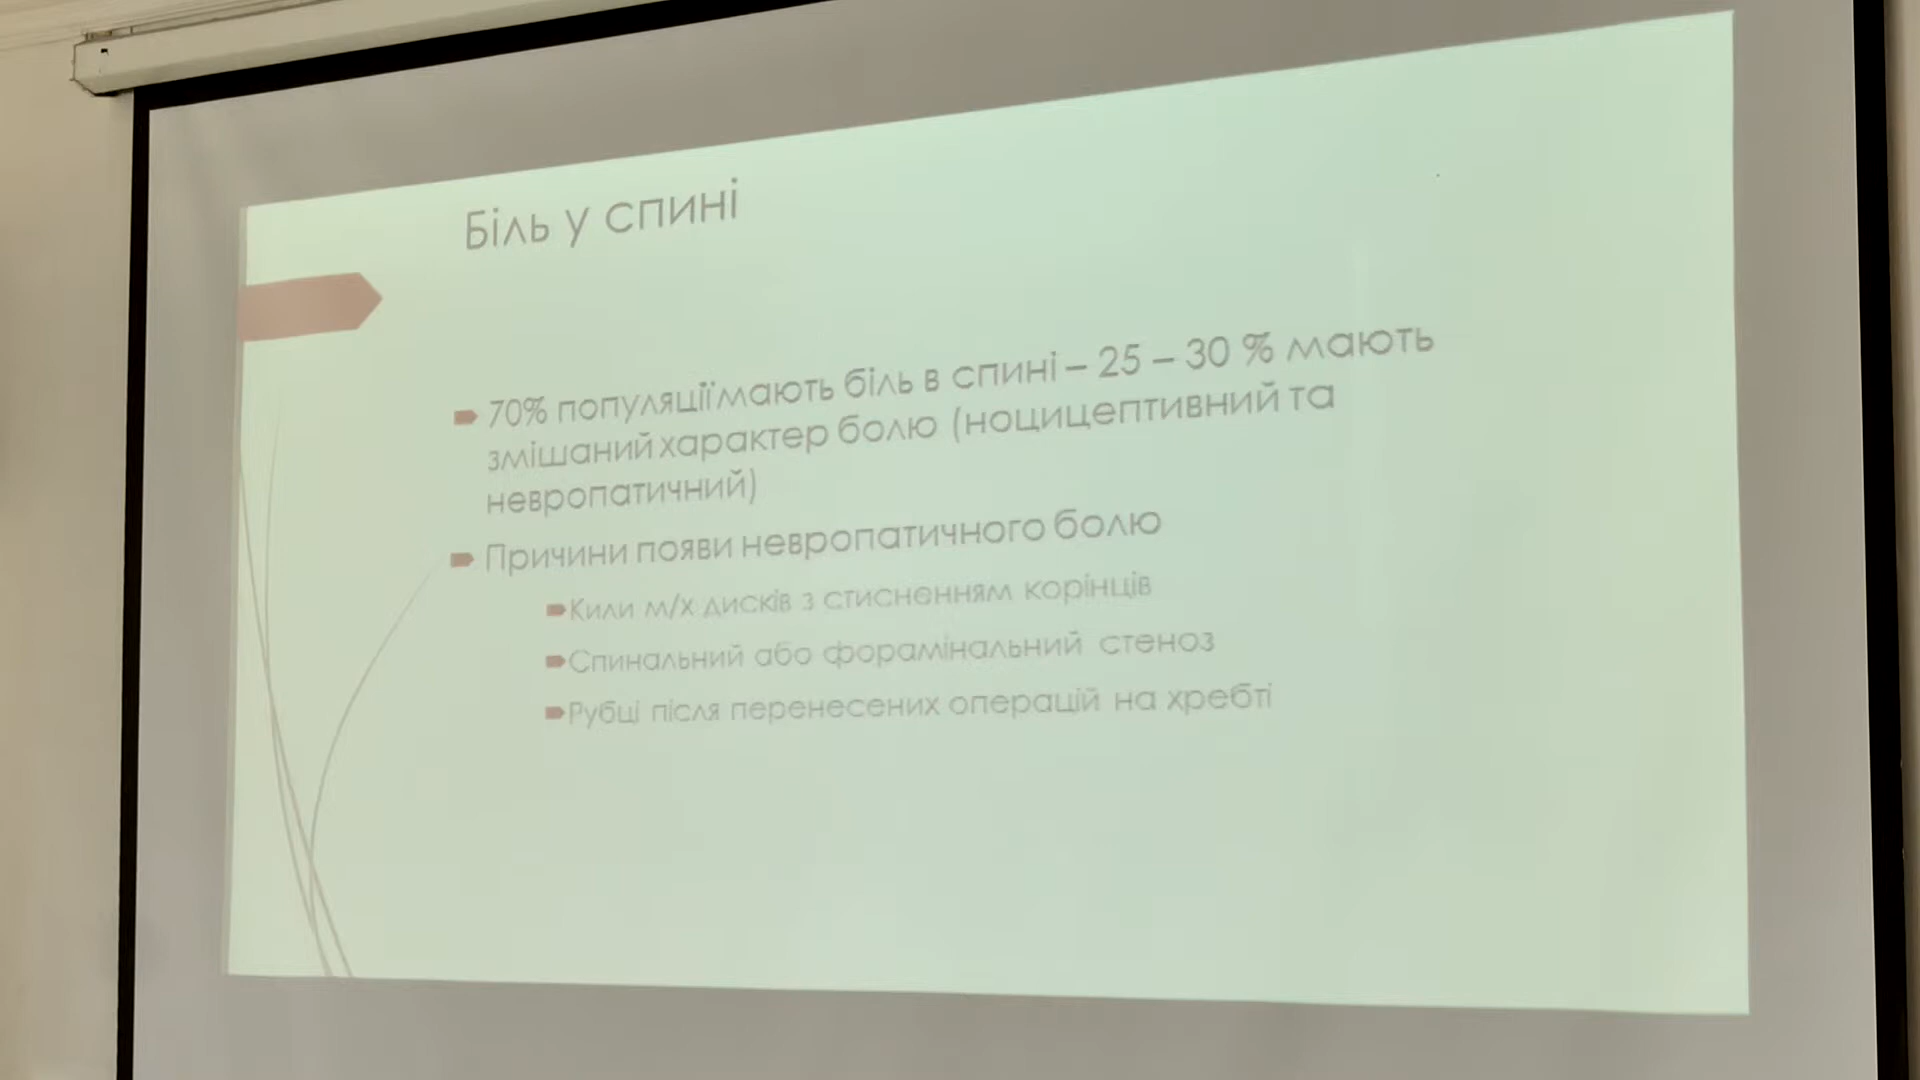 Біль у спині
70% популяції мають біль в спині – 25 – 30 % мають
змішаний характер болю (ноцицептивний та
невропатичний)
Причини появи невропатичного болю
Кили м/х дисків з стисненням корінців
Спинальний або форамінальний стеноз
Рубці після перенесених операцій на хребті